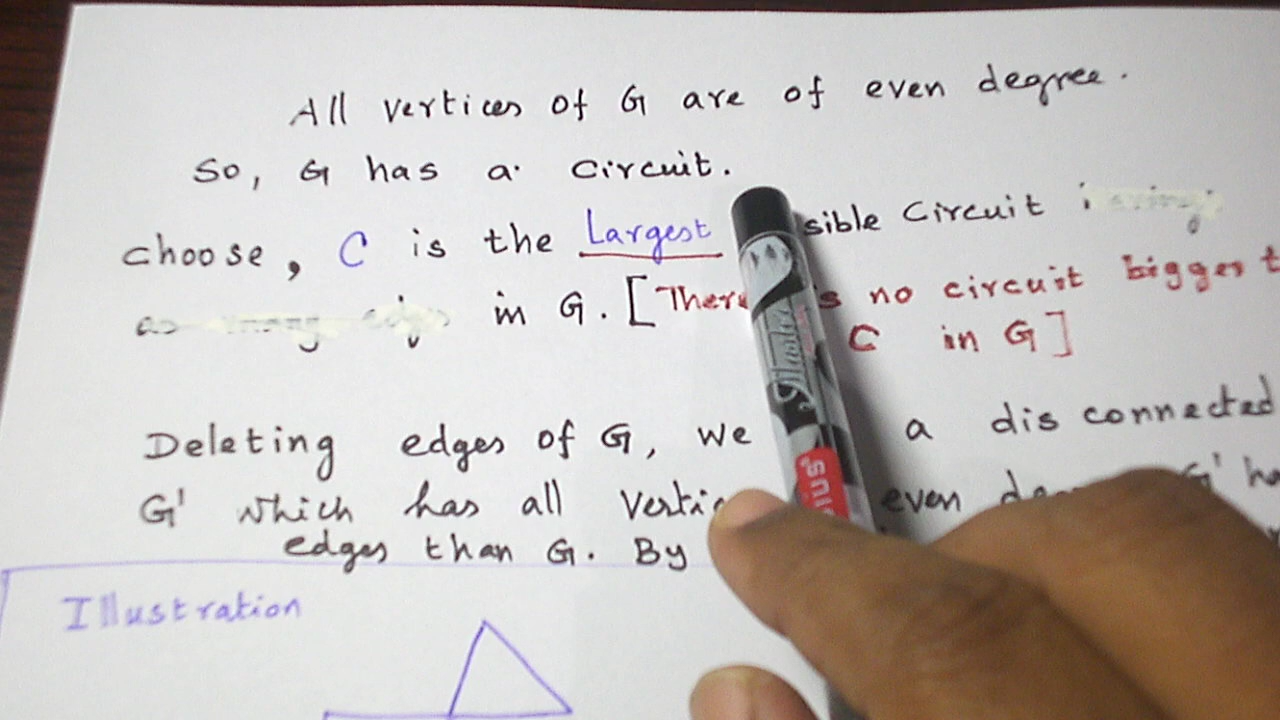 All vertices of G are of even degree.
So, G has a circuit.
choose, C is the Largest sible Circuit
in G. [There s no circuit bigger t
C in G]
Deleting edges of G, we a disconnected
G' which has all verti even G' ha
edges than G. By
Illustration